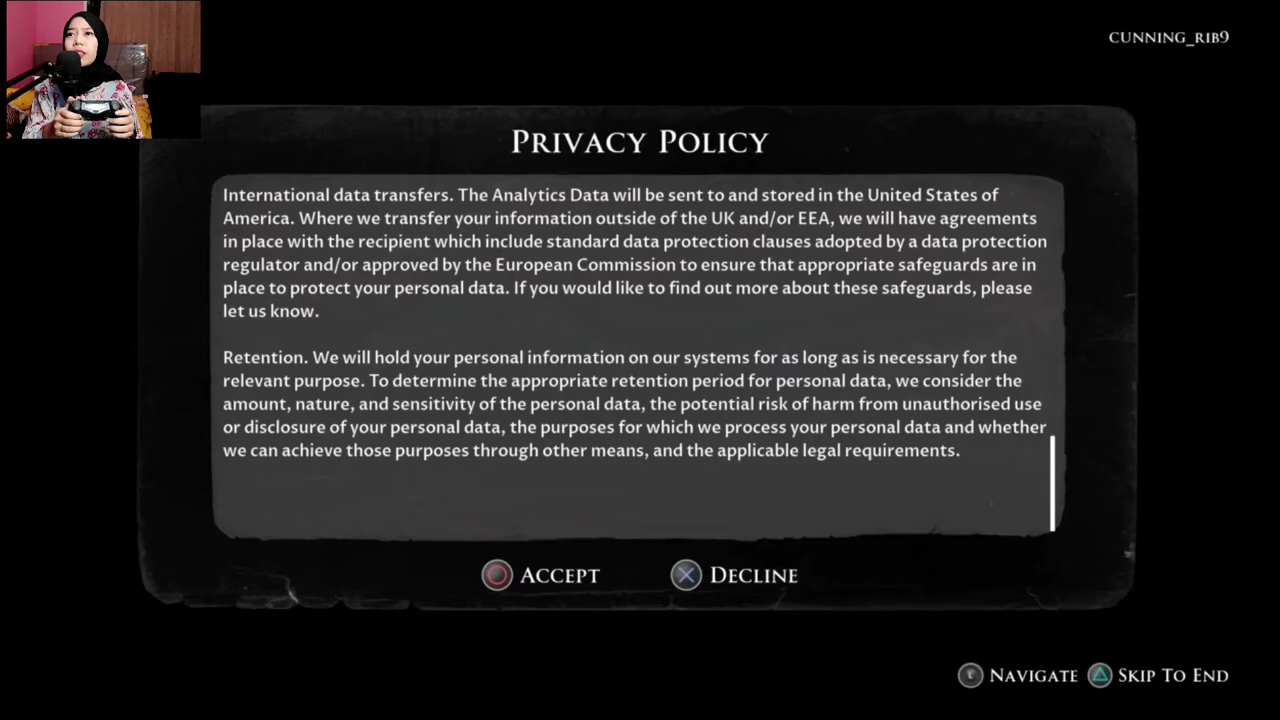 CUNNING_RIB9
PRIVACY POLICY
International data transfers. The Analytics Data will be sent to and stored in the United States of
America. Where we transfer your information outside of the UK and/or EEA, we will have agreements
in place with the recipient which include standard data protection clauses adopted by a data protection
regulator and/or approved by the European Commission to ensure that appropriate safeguards are in
place to protect your personal data. If you would like to find out more about these safeguards, please
let us know.
Retention. We will hold your personal information on our systems for as long as is necessary for the
relevant purpose. To determine the appropriate retention period for personal data, we consider the
amount, nature, and sensitivity of the personal data, the potential risk of harm from unauthorised use
or disclosure of your personal data, the purposes for which we process your personal data and whether
we can achieve those purposes through other means, and the applicable legal requirements.
ACCEPT DECLINE
NAVIGATE SKIP TO END